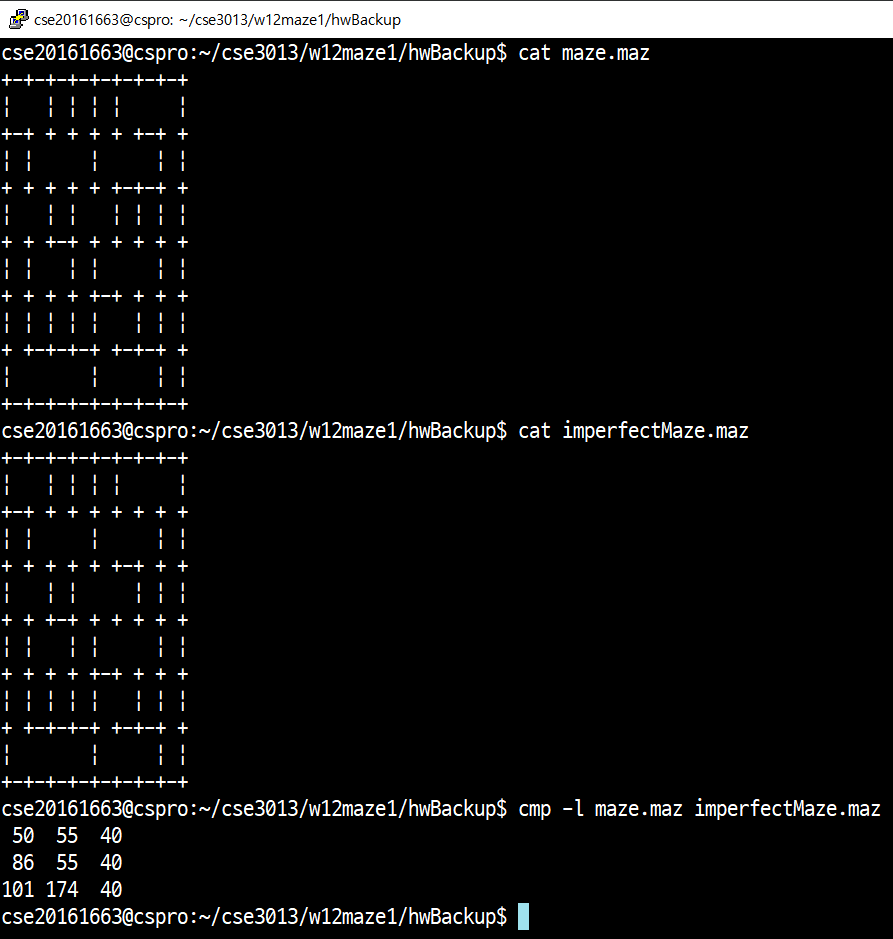 cse20161663@cspro: ~/cse3013/w12maze1/hwBackup
cse20161663@cspro:~/cse3013/w12maze1/hwBackup$ cat maze.maz
+-+-+-+-+-+-+-+-+
|   | | | |     |
+-+ + + + + +-+ +
| |     |     | |
+ + + + + +-+-+ +
|   | |   | | | |
+ + +-+ + + + + +
| |   | |     | |
+ + + + +-+ + + +
| | | | |   | | |
+ +-+-+-+ +-+-+ +
|       |     | |
+-+-+-+-+-+-+-+-+
cse20161663@cspro:~/cse3013/w12maze1/hwBackup$ cat imperfectMaze.maz
+-+-+-+-+-+-+-+-+
|   | | | |     |
+-+ + + + + + + +
| |     |     | |
+ + + + + +-+ + +
|   | |     | | |
+ + +-+ + + + + +
| |   | |     | |
+ + + + +-+ + + +
| | | | |   | | |
+ +-+-+-+ +-+-+ +
|       |     | |
+-+-+-+-+-+-+-+-+
cse20161663@cspro:~/cse3013/w12maze1/hwBackup$ cmp -l maze.maz imperfectMaze.maz
 50  55  40
 86  55  40
101 174  40
cse20161663@cspro:~/cse3013/w12maze1/hwBackup$